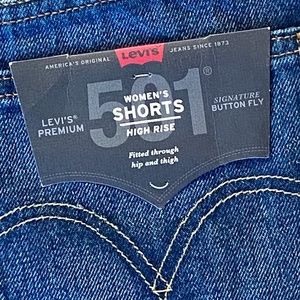 AMERICA'S ORIGINAL
Levi's
JEANS SINCE 1873
501®
LEVI'S®
PREMIUM
WOMEN'S
SHORTS
HIGH RISE
SIGNATURE
BUTTON FLY
Fitted through
hip and thigh